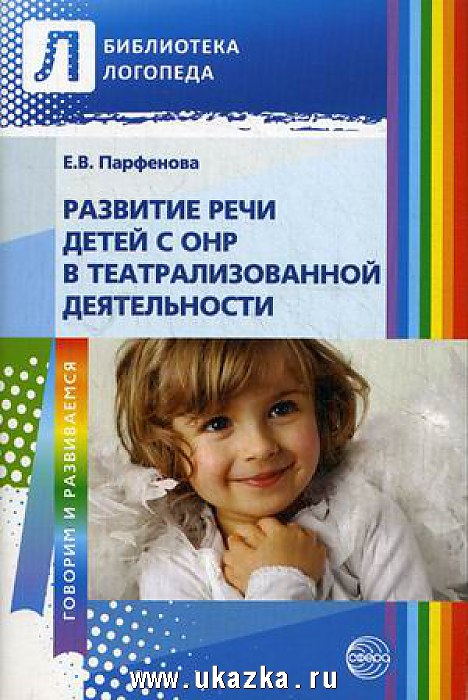 Л
БИБЛИОТЕКА
ЛОГОПЕДА
Е.В. Парфенова
РАЗВИТИЕ РЕЧИ
ДЕТЕЙ С ОНР
В ТЕАТРАЛИЗОВАННОЙ
ДЕЯТЕЛЬНОСТИ
ГОВОРИМ И РАЗВИВАЕМСЯ
сфера
www.ukazka.ru